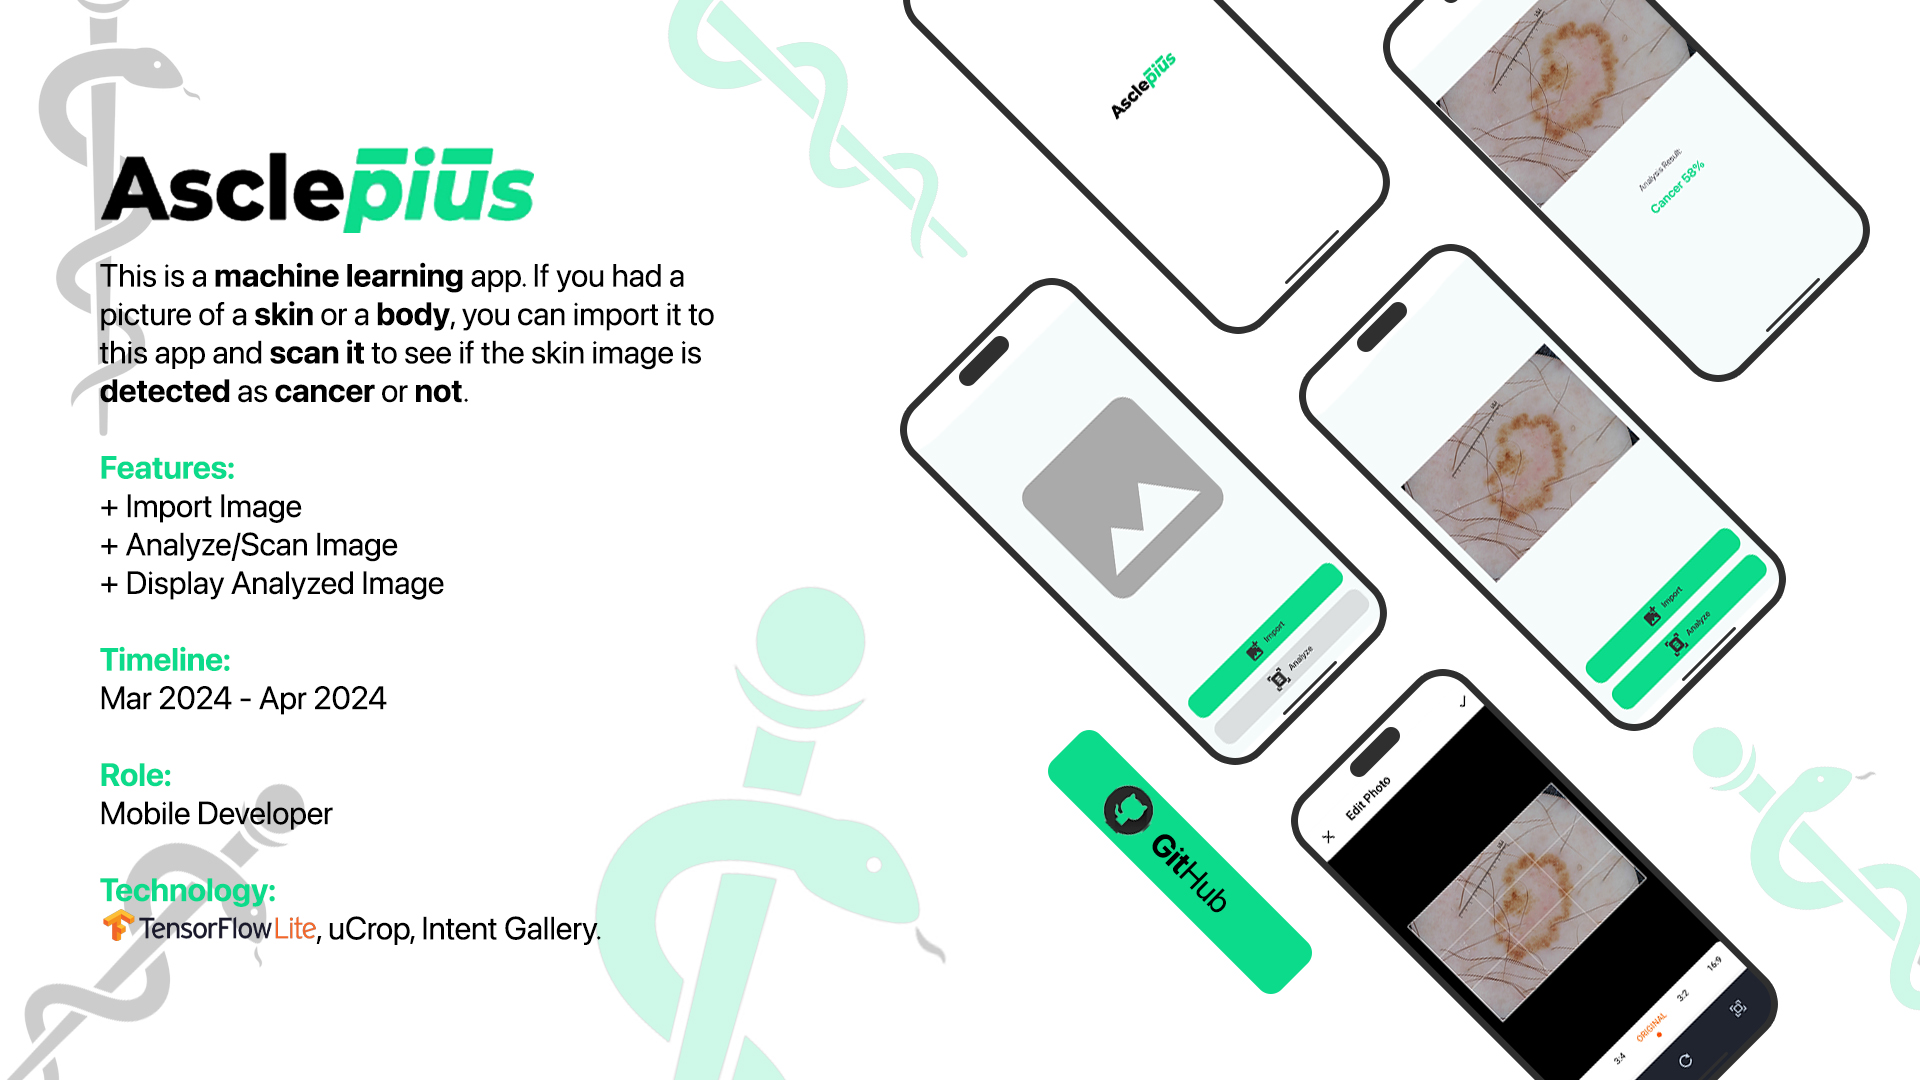 Asclepius
This is a machine learning app. If you had a
picture of a skin or a body, you can import it to
this app and scan it to see if the skin image is
detected as cancer or not.
Features:
+ Import Image
+ Analyze/Scan Image
+ Display Analyzed Image
Timeline:
Mar 2024 - Apr 2024
Role:
Mobile Developer
Technology:
TensorFlow Lite, uCrop, Intent Gallery.
Asclepius
Analysis Result:
Cancer 58%
Import
Analyze
Import
Analyze
GitHub
Edit Photo
3:4
ORIGINAL
3:2
16:9